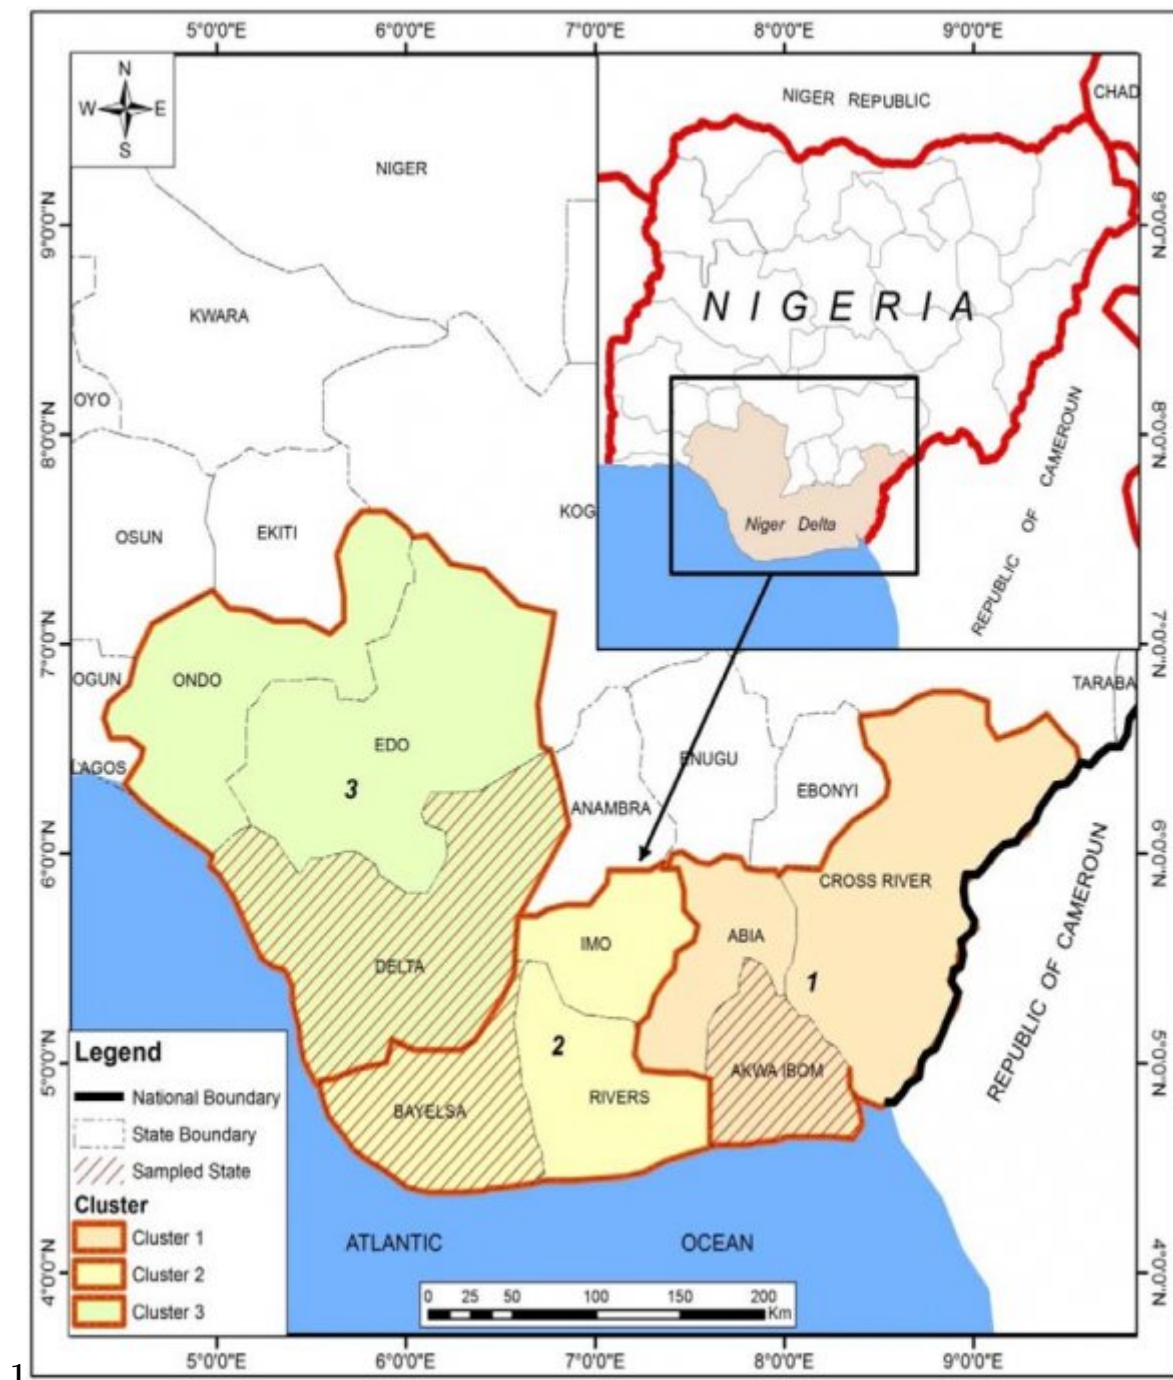 5°0'0"E 6°0'0"E 7°0'0"E 8°0'0"E 9°0'0"E
N
W E
S
NIGER REPUBLIC
CHAD
NIGER
9°0'0"N
9°0'0"N
NIGERIA
KWARA
OYO
8°0'0"N
8°0'0"N
REPUBLIC OF CAMEROUN
KOG
Niger Delta
OSUN
EKITI
7°0'0"N
7°0'0"N
OGUN
ONDO
TARABA
EDO
LAGOS
ENUGU
3
EBONYI
ANAMBRA
6°0'0"N
6°0'0"N
CROSS RIVER
REPUBLIC OF CAMEROUN
IMO
ABIA
DELTA
1
2
5°0'0"N
5°0'0"N
AKWA IBOM
RIVERS
BAYELSA
Legend
National Boundary
State Boundary
Sampled State
Cluster
Cluster 1
Cluster 2
Cluster 3
ATLANTIC OCEAN
4°0'0"N
4°0'0"N
0 25 50 100 150 200
Km
5°0'0"E 6°0'0"E 7°0'0"E 8°0'0"E 9°0'0"E
1